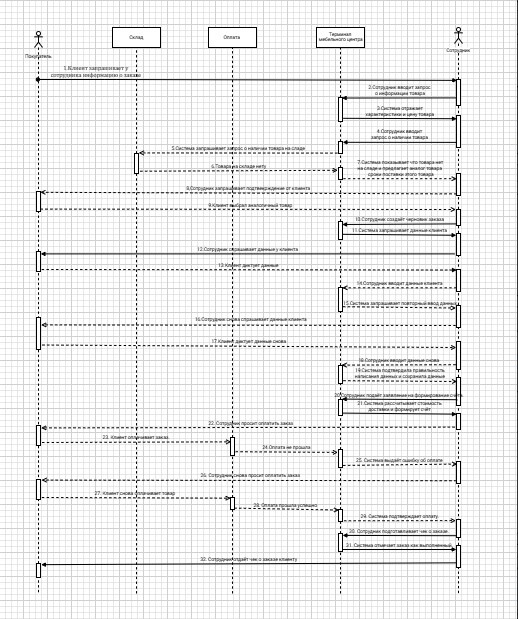 Покупатель
Склад
Оплата
Терминал
мебельного центра
Сотрудник
1.Клиент запрашивает у
сотрудника информацию о заказе
2.Сотрудник вводит запрос
о информации товара
3.Система отражает
характеристики и цену товара
4.Сотрудник вводит
запрос о наличии товара
5.Система запрашивает запрос о наличии товара на складе
6.Товара на складе нету
7.Система показывает что товара нет
на складе и предлагает аналог товара
сроки поставки этого товара
8.Сотрудник запрашивает подтверждение от клиента
9.Клиент выбрал аналогичный товар
10.Сотрудник создаёт черновик заказа
11.Система запрашивает данные клиента
12.Сотрудник спрашивает данные у клиента
13.Клиент диктует данные
14.Сотрудник вводит данные клиента
15.Система запрашивает повторный ввод данных
16.Сотрудник снова спрашивает данные клиента
17.Клиент диктует данные снова
18.Сотрудник вводит данные снова
19.Система подтвердила правильность
написания данных и сохранила данные
20.Сотрудник подаёт заявление на формирование счета
21.Система рассчитывает стоимость
доставки и формирует счёт
22. Сотрудник просит оплатить заказ
23. Клиент оплачивает заказ
24.Оплата не прошла
25. Система выдаёт ошибку об оплате
26. Сотрудник снова просит оплатить заказ
27. Клиент снова оплачивает товар
28. Оплата прошла успешно
29. Система подтверждает оплату
30. Сотрудник подготавливает чек о заказе
31. Система отмечает заказ как выполненный
32. Сотрудник отдаёт чек о заказе клиенту